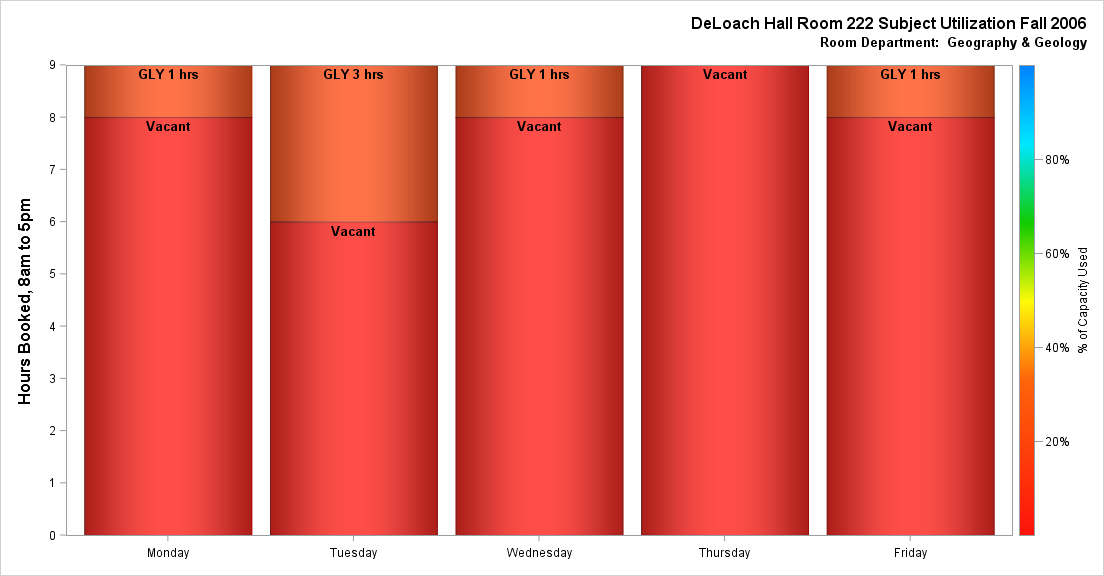 DeLoach Hall Room 222 Subject Utilization Fall 2006
Room Department:  Geography & Geology
Hours Booked, 8am to 5pm
9
8
7
6
5
4
3
2
1
0
GLY 1 hrs
Vacant
GLY 3 hrs
Vacant
GLY 1 hrs
Vacant
Vacant
GLY 1 hrs
Vacant
Monday
Tuesday
Wednesday
Thursday
Friday
80%
60%
40%
20%
% of Capacity Used